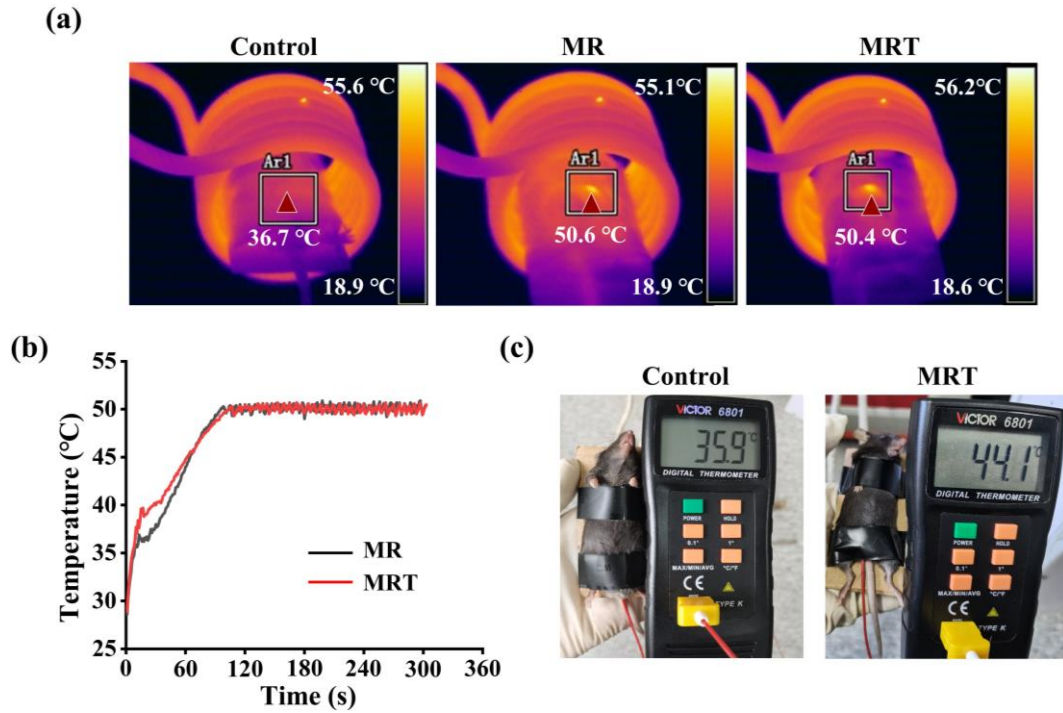 (a)
Control
MR
MRT
55.6 ℃
Ar1
36.7 ℃
18.9 ℃
55.1℃
Ar1
50.6 ℃
18.9 ℃
56.2℃
Ar1
50.4 ℃
18.6 ℃
(b)
Temperature (℃)
55
50
45
40
35
30
25
MR
MRT
0 60 120 180 240 300 360
Time (s)
(c)
Control
MRT
VICTOR 6801
35.9℃
DIGITAL THERMOMETER
POWER HOLD
0.1° 1°
MAX/MIN/AVG °C/°F
CE
TYPE K
VICTOR 6801
44.1℃
DIGITAL THERMOMETER
POWER HOLD
0.1° 1°
MAX/MIN/AVG °C/°F
CE
TYPE K